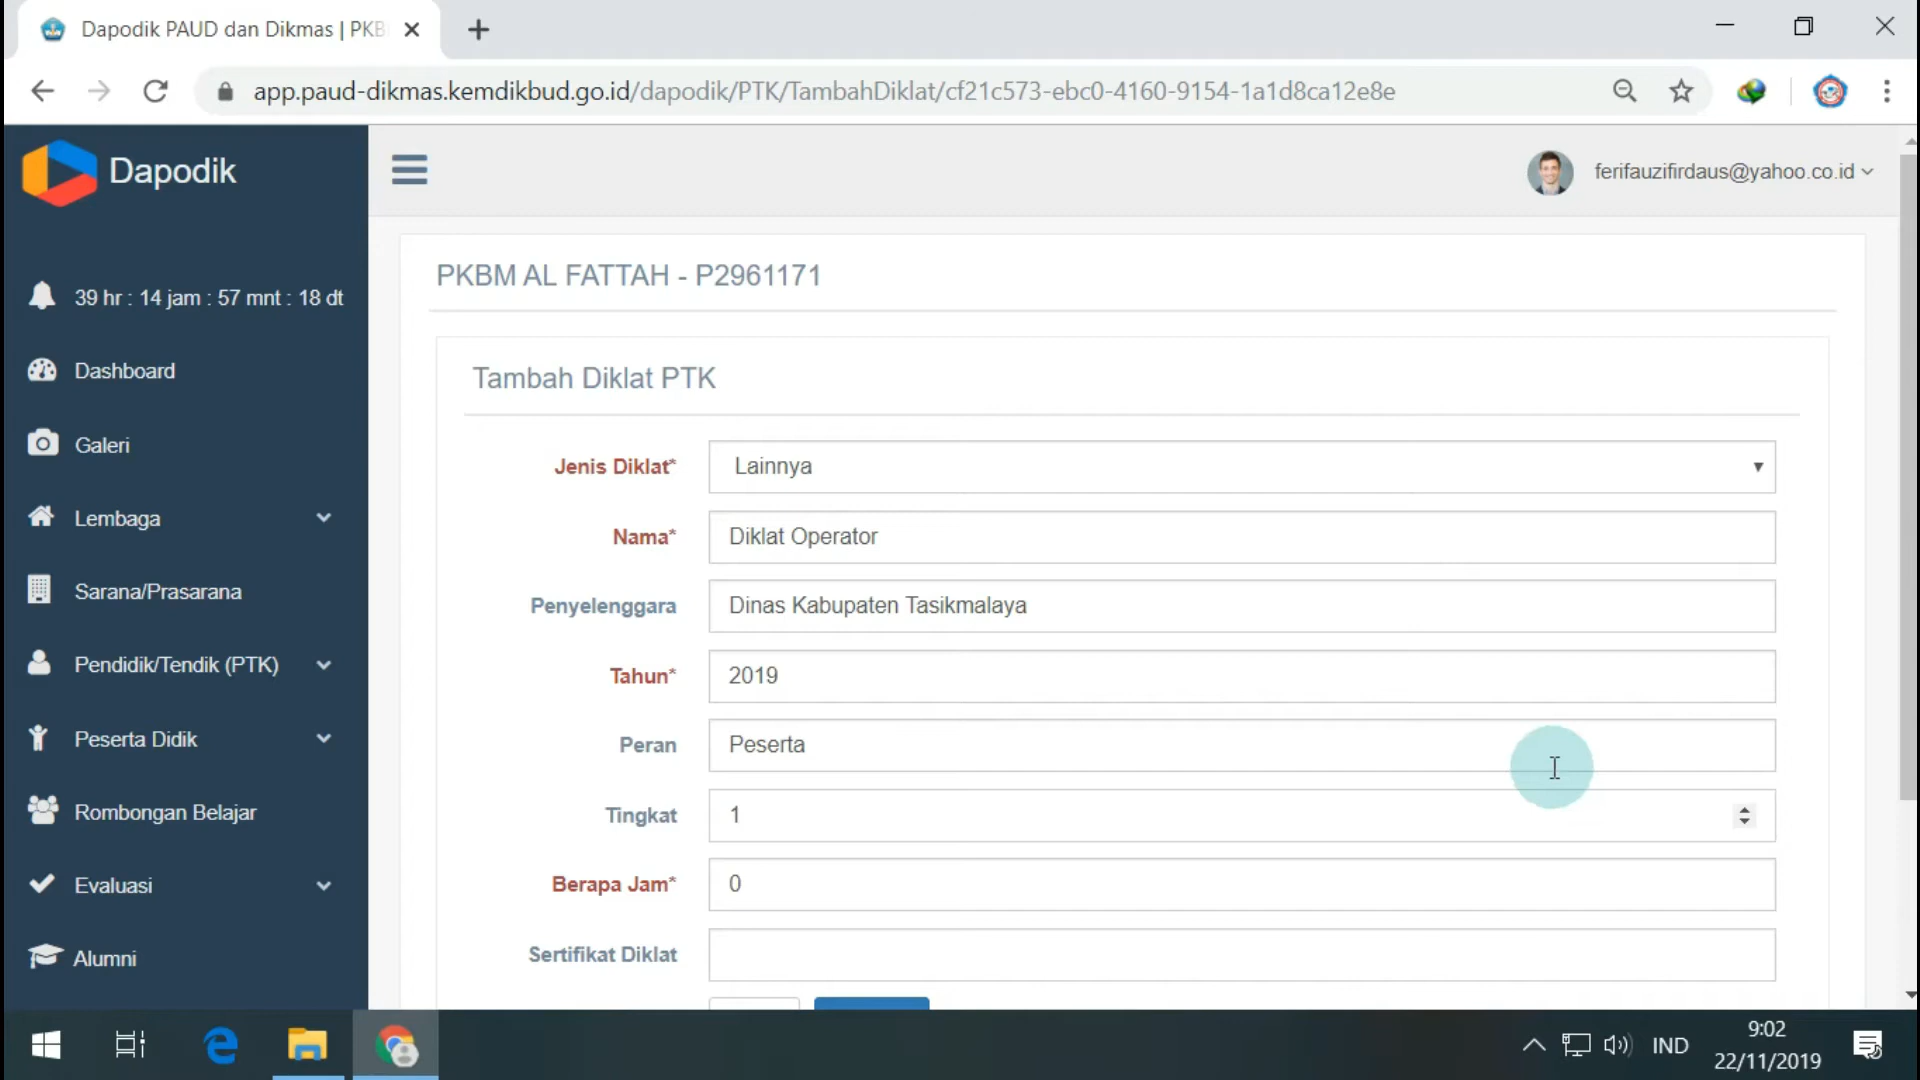 Dapodik PAUD dan Dikmas | PKB
app.paud-dikmas.kemdikbud.go.id/dapodik/PTK/TambahDiklat/cf21c573-ebc0-4160-9154-1a1d8ca12e8e
Dapodik
ferifauzifirdaus@yahoo.co.id
39 hr : 14 jam : 57 mnt : 18 dt
Dashboard
Galeri
Lembaga
Sarana/Prasarana
Pendidik/Tendik (PTK)
Peserta Didik
Rombongan Belajar
Evaluasi
Alumni
PKBM AL FATTAH - P2961171
Tambah Diklat PTK
Jenis Diklat* Lainnya
Nama* Diklat Operator
Penyelenggara Dinas Kabupaten Tasikmalaya
Tahun* 2019
Peran Peserta
Tingkat 1
Berapa Jam* 0
Sertifikat Diklat
IND
9:02
22/11/2019